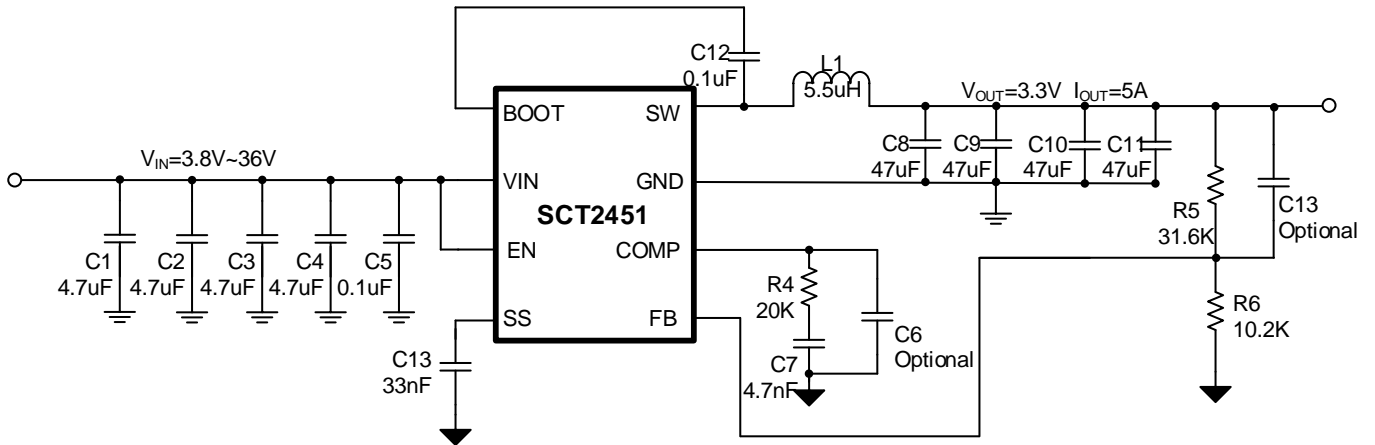 C12
0.1uF
L1
5.5uH
BOOT
SW
V_OUT=3.3V I_OUT=5A
C8
47uF
C9
47uF
C10
47uF
C11
47uF
V_IN=3.8V~36V
VIN
GND
SCT2451
R5
31.6K
C13
Optional
EN
COMP
C1
4.7uF
C2
4.7uF
C3
4.7uF
C4
4.7uF
C5
0.1uF
R4
20K
SS
FB
C6
Optional
R6
10.2K
C13
33nF
C7
4.7nF